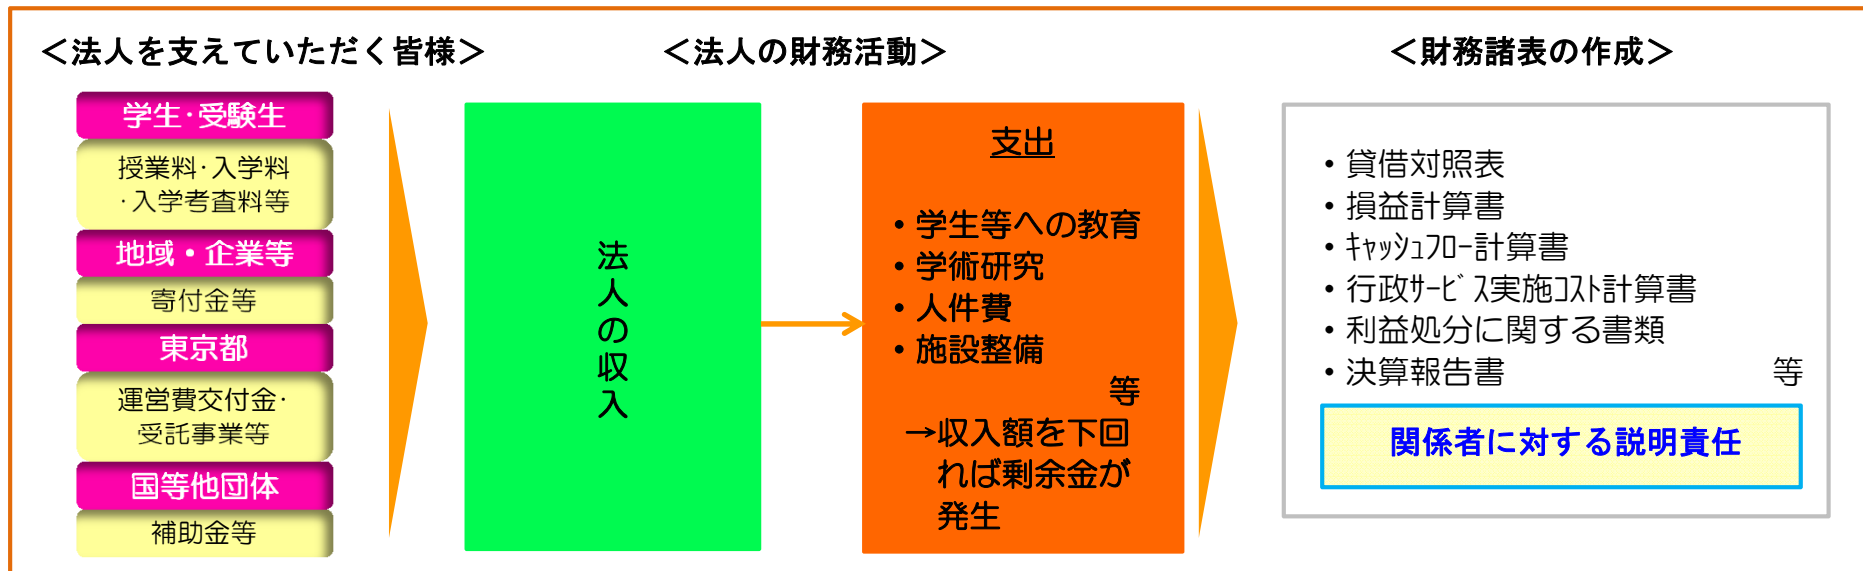 ＜法人を支えていただく皆様＞
学生･受験生
授業料･入学料
･入学考査料等
地域・企業等
寄付金等
東京都
運営費交付金･
受託事業等
国等他団体
補助金等
＜法人の財務活動＞
法人の収入
支出
・学生等への教育
・学術研究
・人件費
・施設整備
等
→収入額を下回
れば剰余金が
発生
＜財務諸表の作成＞
・貸借対照表
・損益計算書
・ｷｬｯｼｭﾌﾛｰ計算書
・行政ｻｰﾋﾞｽ実施ｺｽﾄ計算書
・利益処分に関する書類
・決算報告書　等
関係者に対する説明責任